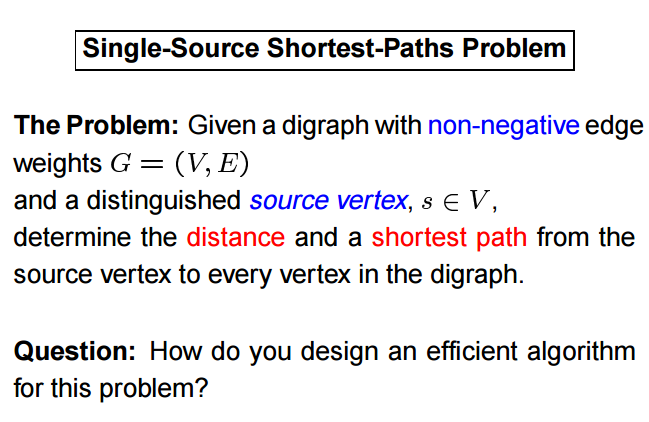 Single-Source Shortest-Paths Problem
The Problem: Given a digraph with non-negative edge
weights G = (V, E)
and a distinguished source vertex, s ∈ V,
determine the distance and a shortest path from the
source vertex to every vertex in the digraph.
Question: How do you design an efficient algorithm
for this problem?